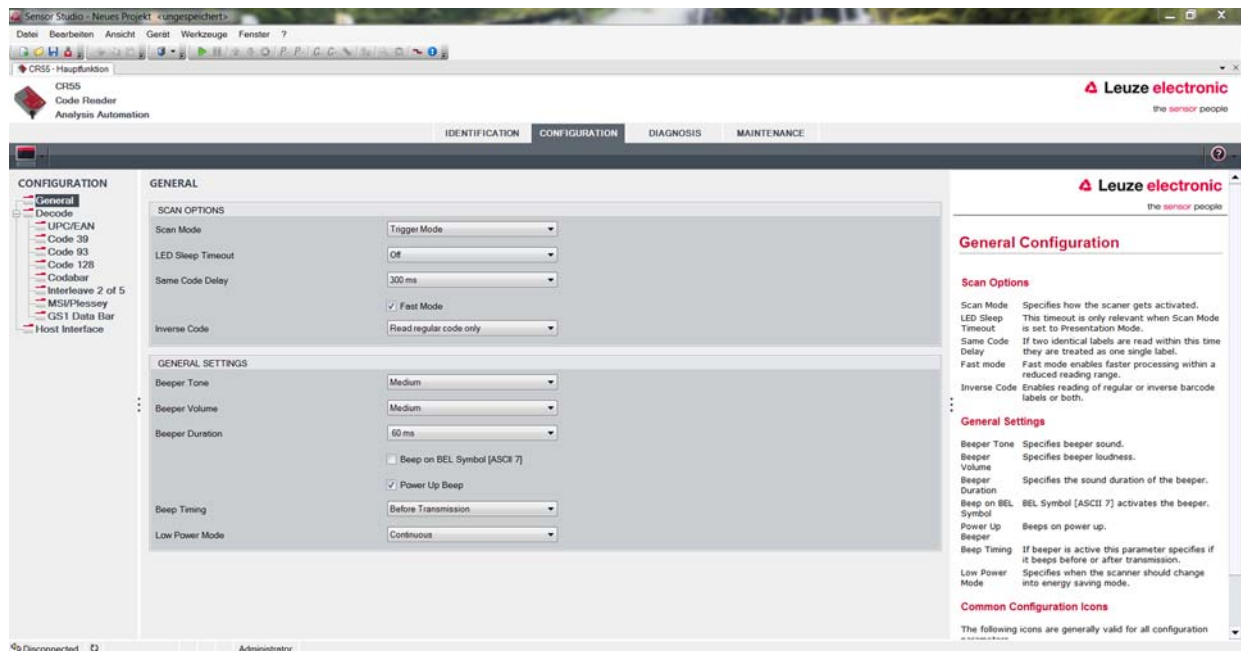 Sensor Studio - Neues Projekt <ungespeichert>
Datei Bearbeiten Ansicht Gerät Werkzeuge Fenster ?
CR55 - Hauptfunktion
CR55
Code Reader
Analysis Automation
Leuze electronic
the sensor people
IDENTIFICATION CONFIGURATION DIAGNOSIS MAINTENANCE
CONFIGURATION
General
Decode
UPC/EAN
Code 39
Code 93
Code 128
Codabar
Interleave 2 of 5
MSI/Plessey
GS1 Data Bar
Host Interface
GENERAL
SCAN OPTIONS
Scan Mode Trigger Mode
LED Sleep Timeout Off
Same Code Delay 300 ms
Fast Mode
Inverse Code Read regular code only
GENERAL SETTINGS
Beeper Tone Medium
Beeper Volume Medium
Beeper Duration 60 ms
Beep on BEL Symbol [ASCII 7]
Power Up Beep
Beep Timing Before Transmission
Low Power Mode Continuous
Leuze electronic
the sensor people
General Configuration
Scan Options
Scan Mode Specifies how the scaner gets activated.
LED Sleep Timeout This timeout is only relevant when Scan Mode
is set to Presentation Mode.
Same Code Delay If two identical labels are read within this time
they are treated as one single label.
Fast mode Fast mode enables faster processing within a
reduced reading range.
Inverse Code Enables reading of regular or inverse barcode
labels or both.
General Settings
Beeper Tone Specifies beeper sound.
Beeper Volume Specifies beeper loudness.
Beeper Duration Specifies the sound duration of the beeper.
Beep on BEL Symbol BEL Symbol [ASCII 7] activates the beeper.
Power Up Beeper Beeps on power up.
Beep Timing If beeper is active this parameter specifies if
it beeps before or after transmission.
Low Power Mode Specifies when the scanner should change
into energy saving mode.
Common Configuration Icons
The following icons are generally valid for all configuration
Disconnected Administrator